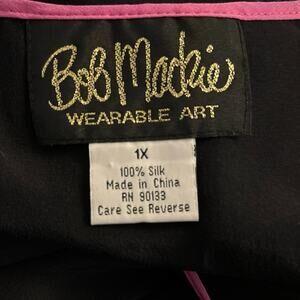 Bob Mackie
WEARABLE ART
1X
100% Silk
Made in China
RN 90133
Care See Reverse